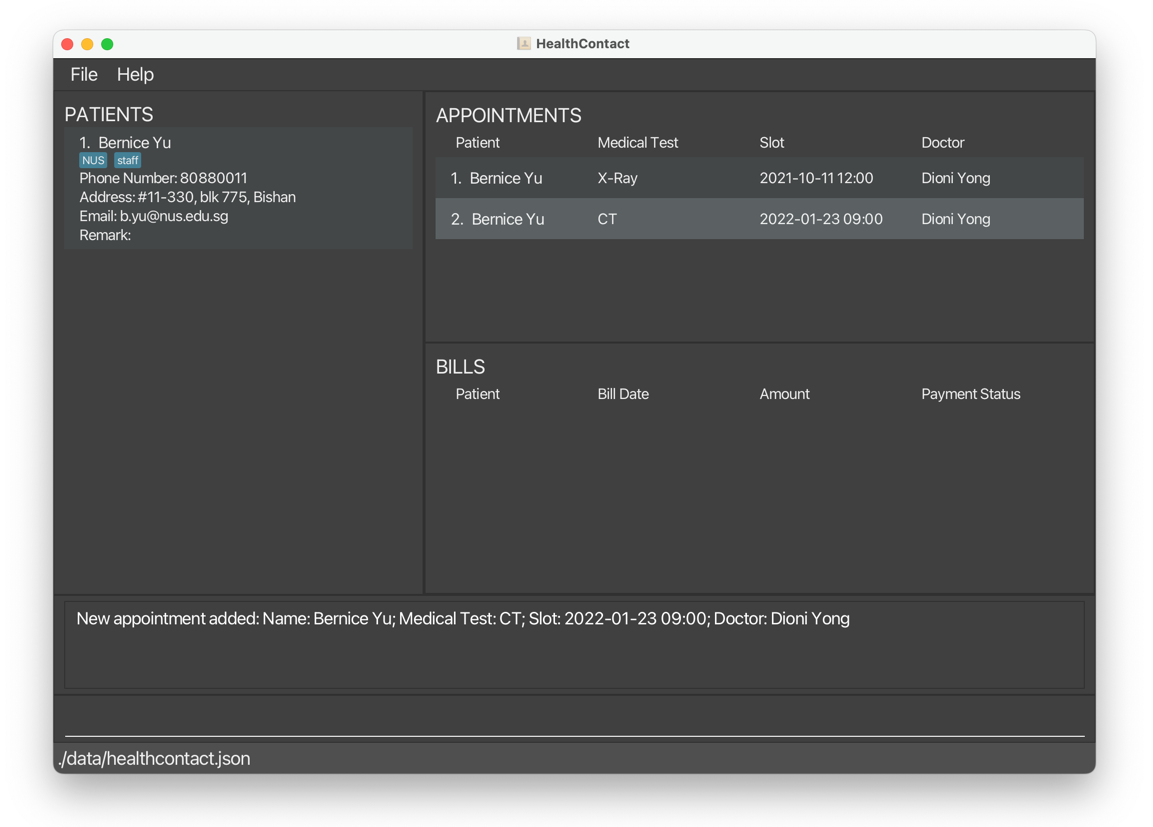 HealthContact
File Help
PATIENTS
1. Bernice Yu
NUS staff
Phone Number: 80880011
Address: #11-330, blk 775, Bishan
Email: b.yu@nus.edu.sg
Remark:
APPOINTMENTS
Patient Medical Test Slot Doctor
1. Bernice Yu X-Ray 2021-10-11 12:00 Dioni Yong
2. Bernice Yu CT 2022-01-23 09:00 Dioni Yong
BILLS
Patient Bill Date Amount Payment Status
New appointment added: Name: Bernice Yu; Medical Test: CT; Slot: 2022-01-23 09:00; Doctor: Dioni Yong
./data/healthcontact.json